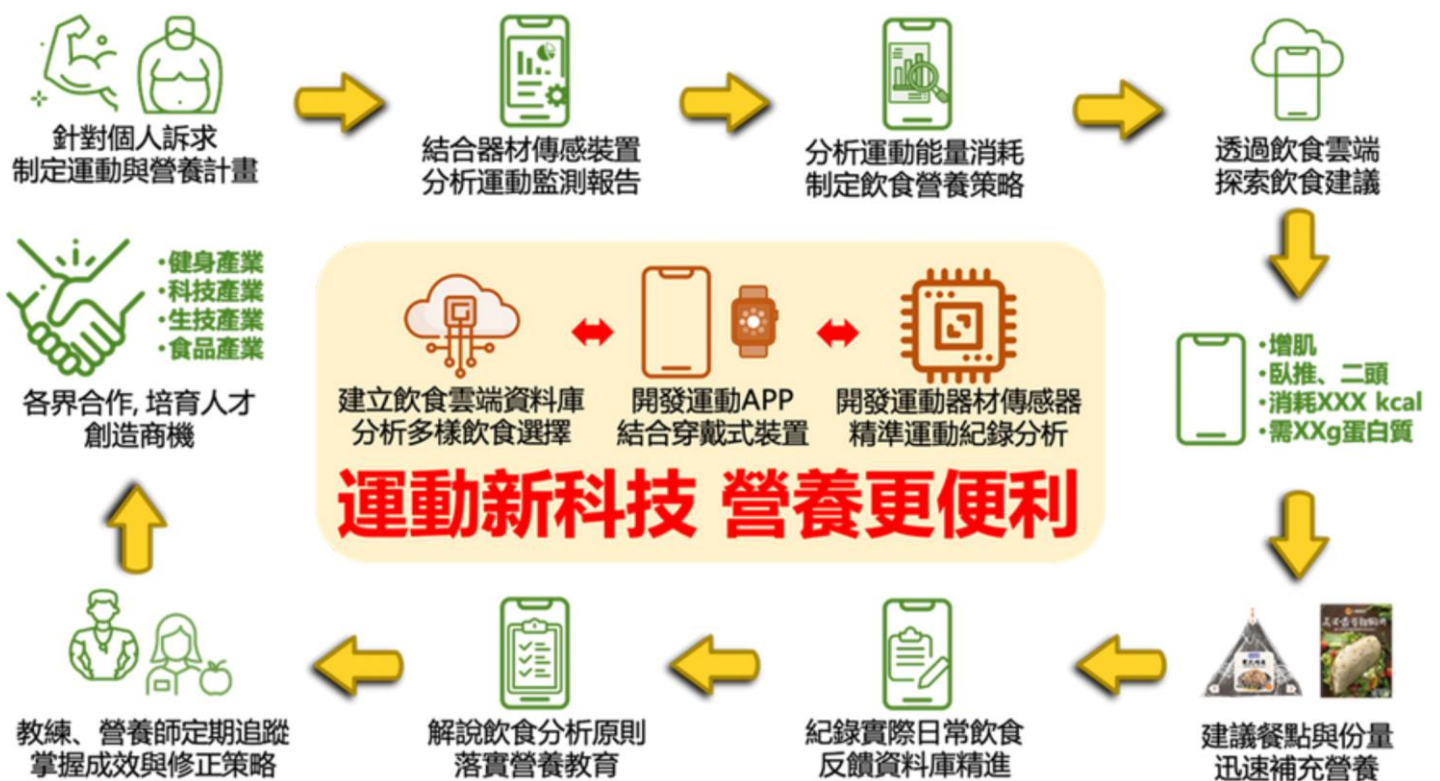 針對個人訴求
制定運動與營養計畫
結合器材傳感裝置
分析運動監測報告
分析運動能量消耗
制定飲食營養策略
透過飲食雲端
探索飲食建議
·增肌
·臥推、二頭
·消耗XXX kcal
·需XXg蛋白質
建議餐點與份量
迅速補充營養
紀錄實際日常飲食
反饋資料庫精進
解說飲食分析原則
落實營養教育
教練、營養師定期追蹤
掌握成效與修正策略
·健身產業
·科技產業
·生技產業
·食品產業
各界合作, 培育人才
創造商機
建立飲食雲端資料庫
分析多樣飲食選擇
開發運動APP
結合穿戴式裝置
開發運動器材傳感器
精準運動紀錄分析
運動新科技 營養更便利